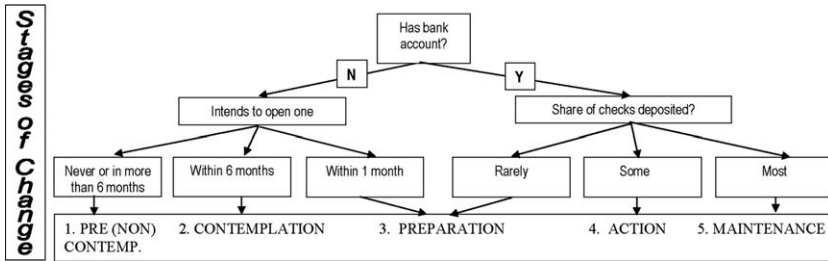 Stages of Change
Has bank
account?
N
Y
Intends to open one
Share of checks deposited?
Never or in more
than 6 months
Within 6 months
Within 1 month
Rarely
Some
Most
1. PRE (NON)
CONTEMP.
2. CONTEMPLATION
3. PREPARATION
4. ACTION
5. MAINTENANCE